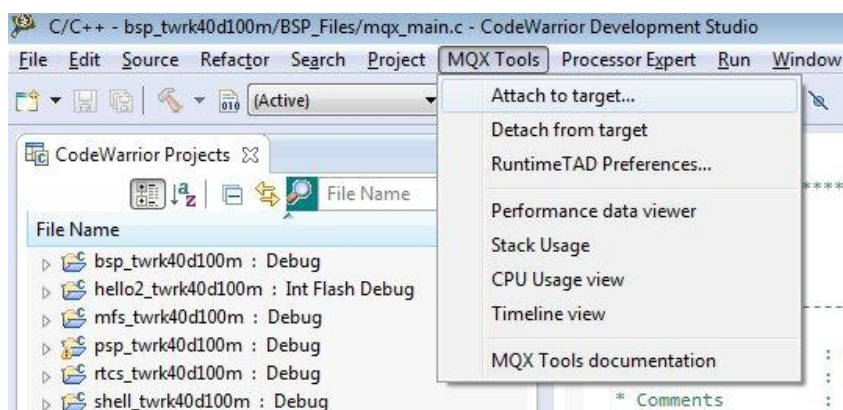 C/C++ - bsp_twrk40d100m/BSP_Files/mqx_main.c - CodeWarrior Development Studio
File Edit Source Refactor Search Project MQX Tools Processor Expert Run Window
010 (Active)
Attach to target...
Detach from target
RuntimeTAD Preferences...
Performance data viewer
Stack Usage
CPU Usage view
Timeline view
MQX Tools documentation
CodeWarrior Projects
File Name
File Name
bsp_twrk40d100m : Debug
hello2_twrk40d100m : Int Flash Debug
mfs_twrk40d100m : Debug
psp_twrk40d100m : Debug
rtcs_twrk40d100m : Debug
shell_twrk40d100m : Debug
****
----
:
:
* Comments :